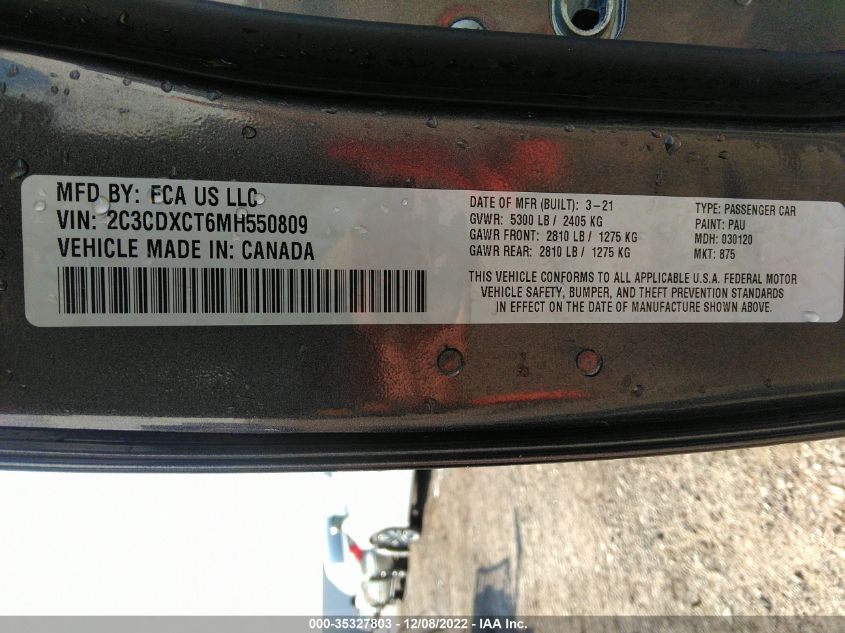 MFD BY: FCA US LLC
VIN: 2C3CDXCT6MH550809
VEHICLE MADE IN: CANADA
DATE OF MFR (BUILT): 3-21
GVWR: 5300 LB / 2405 KG
GAWR FRONT: 2810 LB / 1275 KG
GAWR REAR: 2810 LB / 1275 KG
TYPE: PASSENGER CAR
PAINT: PAU
MDH: 030120
MKT: 875
THIS VEHICLE CONFORMS TO ALL APPLICABLE U.S.A. FEDERAL MOTOR
VEHICLE SAFETY, BUMPER, AND THEFT PREVENTION STANDARDS
IN EFFECT ON THE DATE OF MANUFACTURE SHOWN ABOVE.
000-35327803 - 12/08/2022 - IAA Inc.